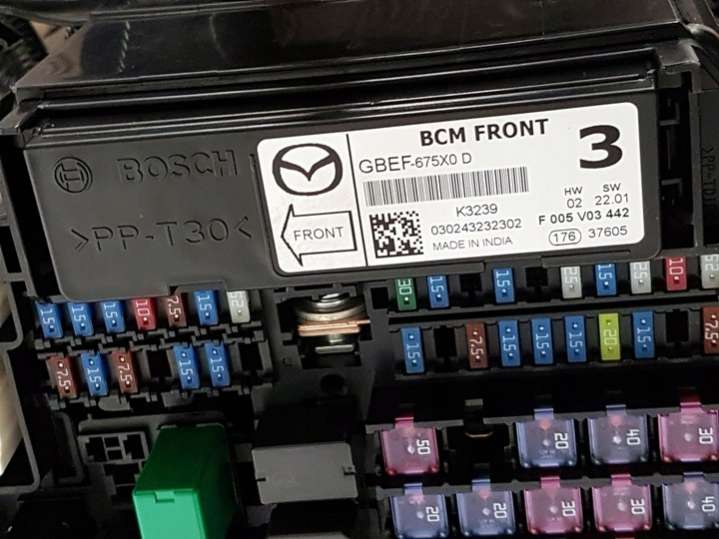 BOSCH
>PP-T30<
FRONT
BCM FRONT
GBEF-675X0 D
3
K3239
030243232302
MADE IN INDIA
HW SW
02 22.01
F 005 V03 442
176 37605
15 15 15 10 7.5 15 25
30 15 15 25 15 25 10 15
7.5 15 7.5 15 15
15 7.5 15 15 15 20 15 7.5
50 20 40 30
20 20 30 30 40